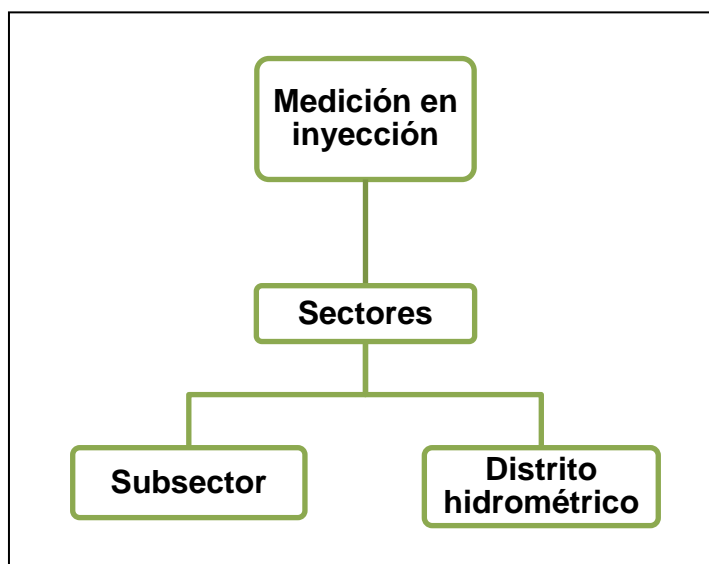 Medición en
inyección
Sectores
Subsector
Distrito
hidrométrico